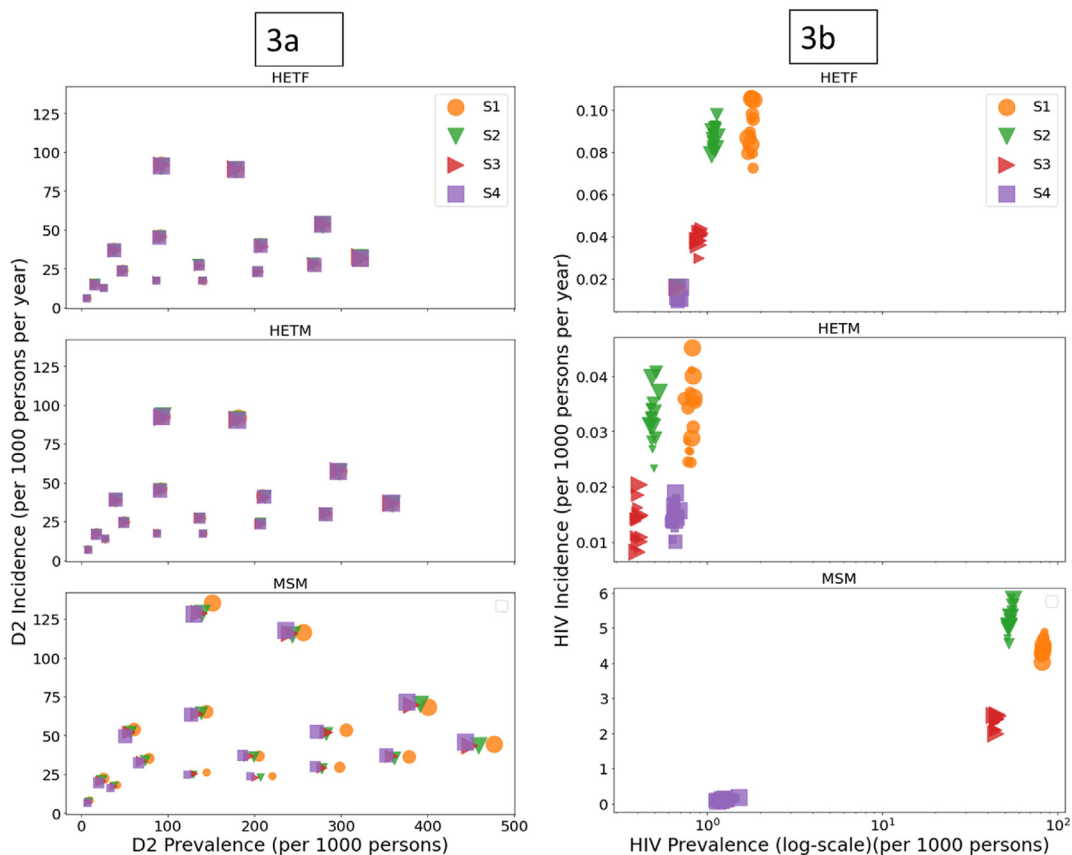 3a
3b
HETF
125
100
75
50
25
0
S1
S2
S3
S4
HETM
125
100
75
50
25
0
MSM
125
100
75
50
25
0
0
100
200
300
400
500
D2 Incidence (per 1000 persons per year)
D2 Prevalence (per 1000 persons)
HETF
0.10
0.08
0.06
0.04
0.02
S1
S2
S3
S4
HETM
0.04
0.03
0.02
0.01
MSM
6
5
4
3
2
1
0
10⁰
10¹
10²
HIV Incidence (per 1000 persons per year)
HIV Prevalence (log-scale)(per 1000 persons)